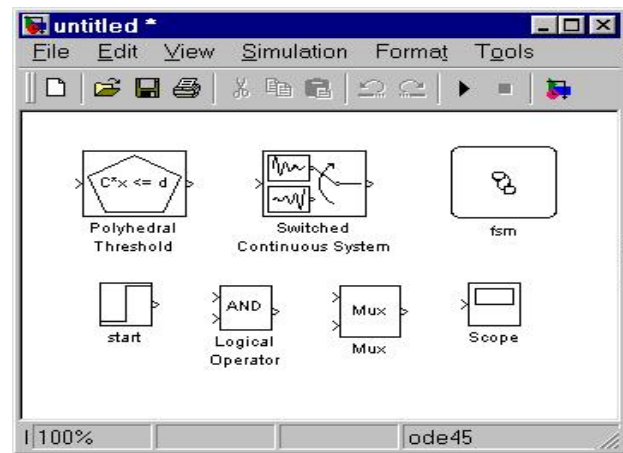 untitled *
File Edit View Simulation Format Tools
C*x <= d
Polyhedral
Threshold
Switched
Continuous System
fsm
start
AND
Logical
Operator
Mux
Mux
Scope
100%
ode45